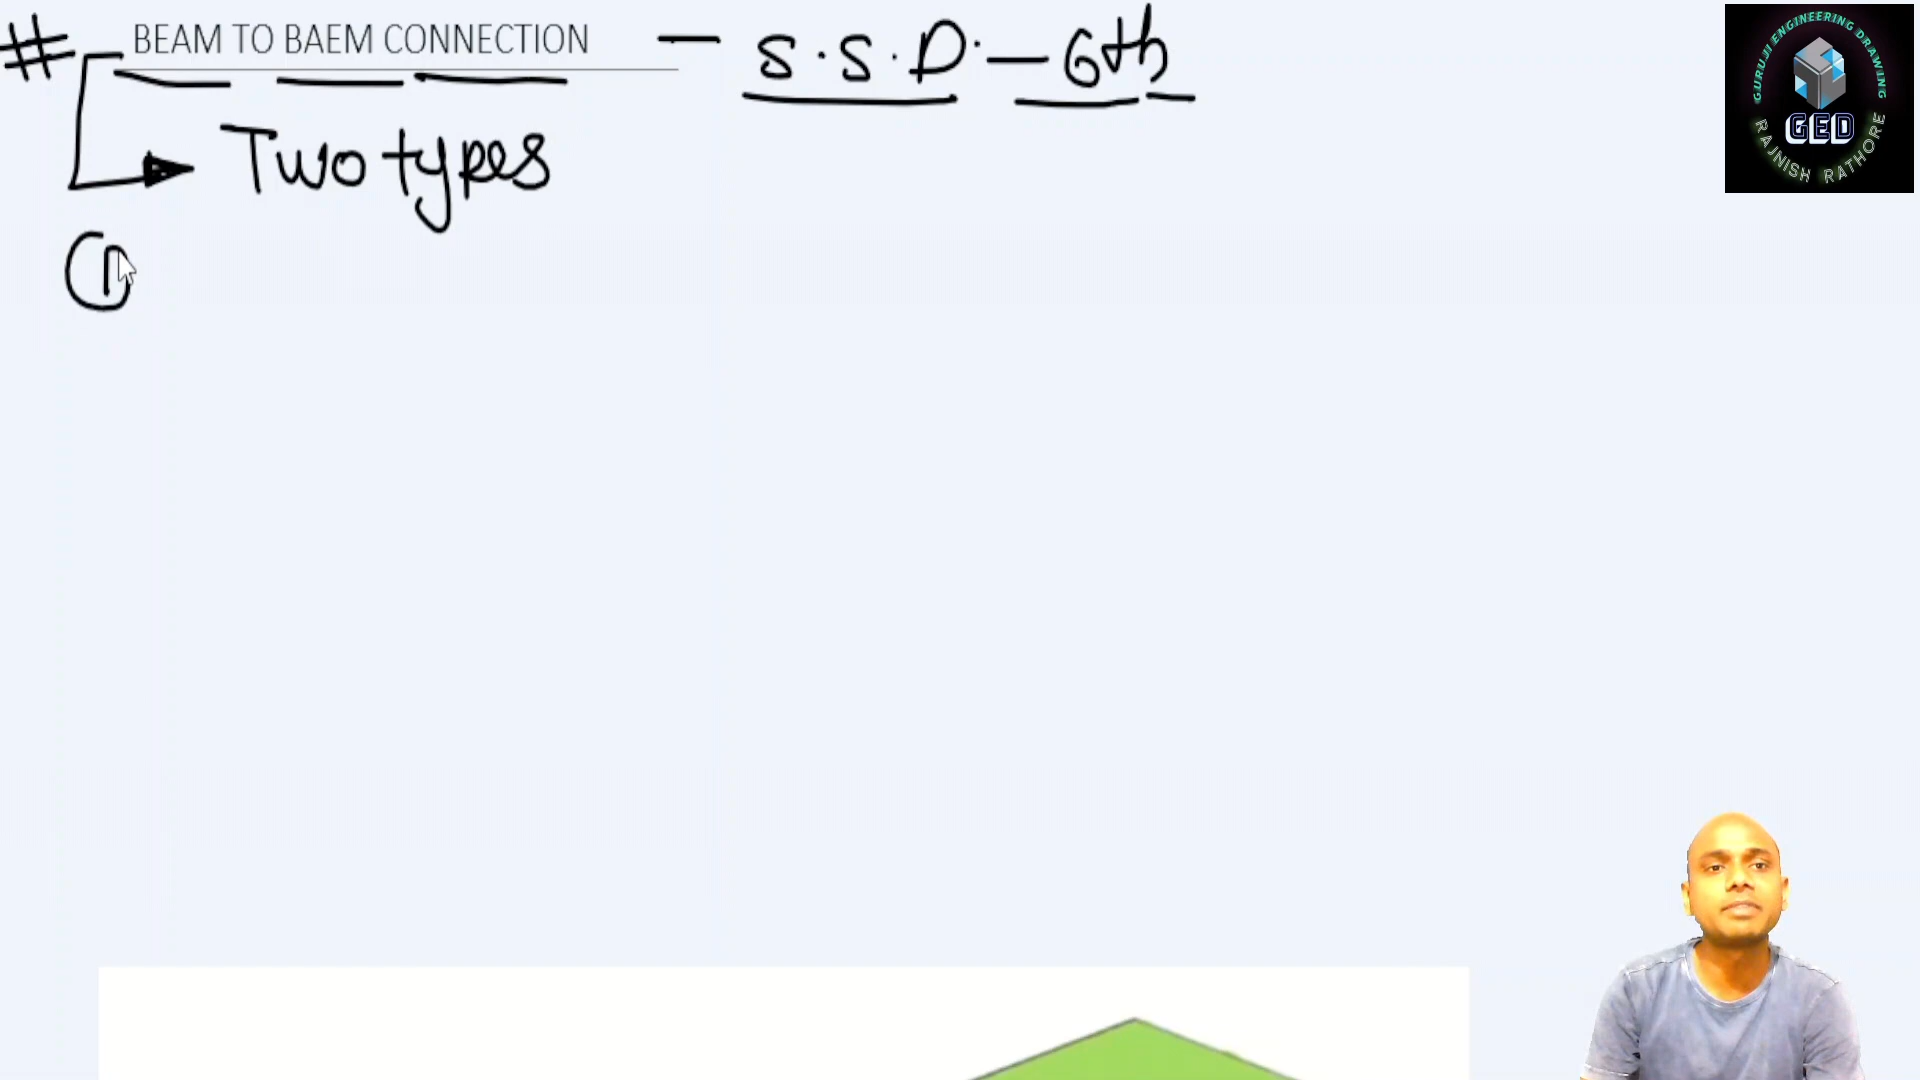 # BEAM TO BAEM CONNECTION – S.S.D. – 6th
Two types
1
GURUJI ENGINEERING DRAWING
GED
RAJNISH RATHORE